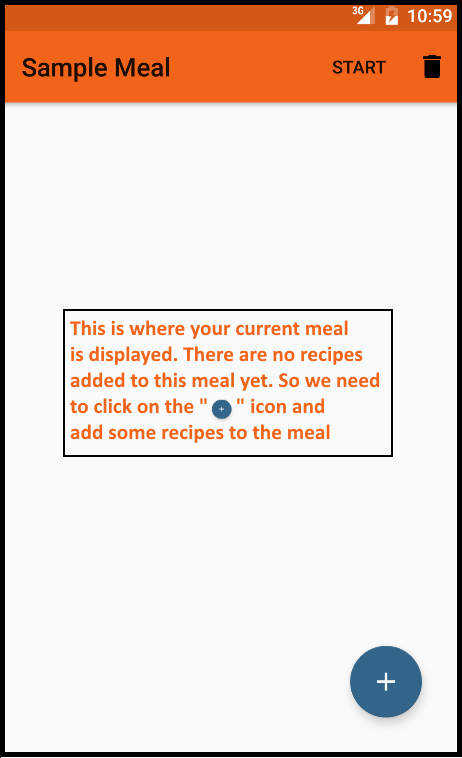 3G 10:59
Sample Meal START
This is where your current meal
is displayed. There are no recipes
added to this meal yet. So we need
to click on the " + " icon and
add some recipes to the meal
+